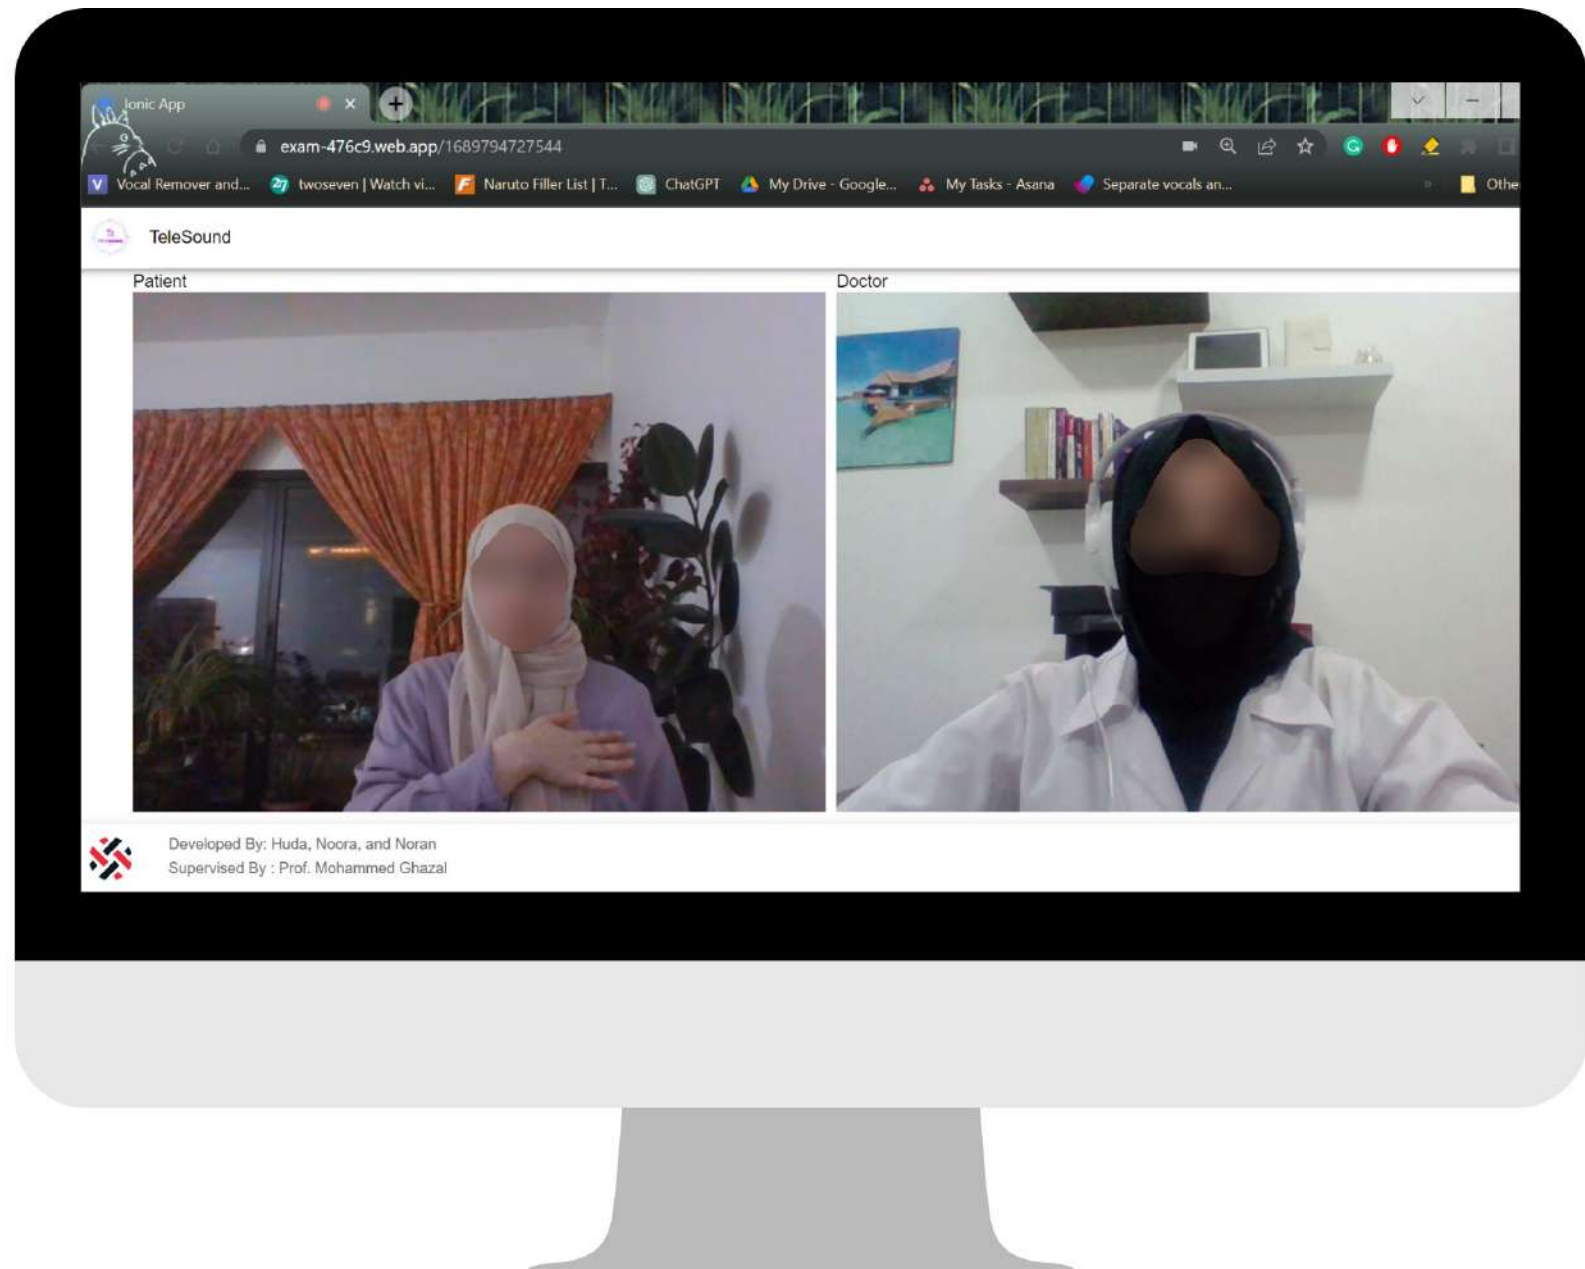 Ionic App
exam-476c9.web.app/1689794727544
Vocal Remover and... twoseven | Watch vi... Naruto Filler List | T... ChatGPT My Drive - Google... My Tasks - Asana Separate vocals an... Othe
TeleSound
Patient Doctor
Developed By: Huda, Noora, and Noran
Supervised By : Prof. Mohammed Ghazal